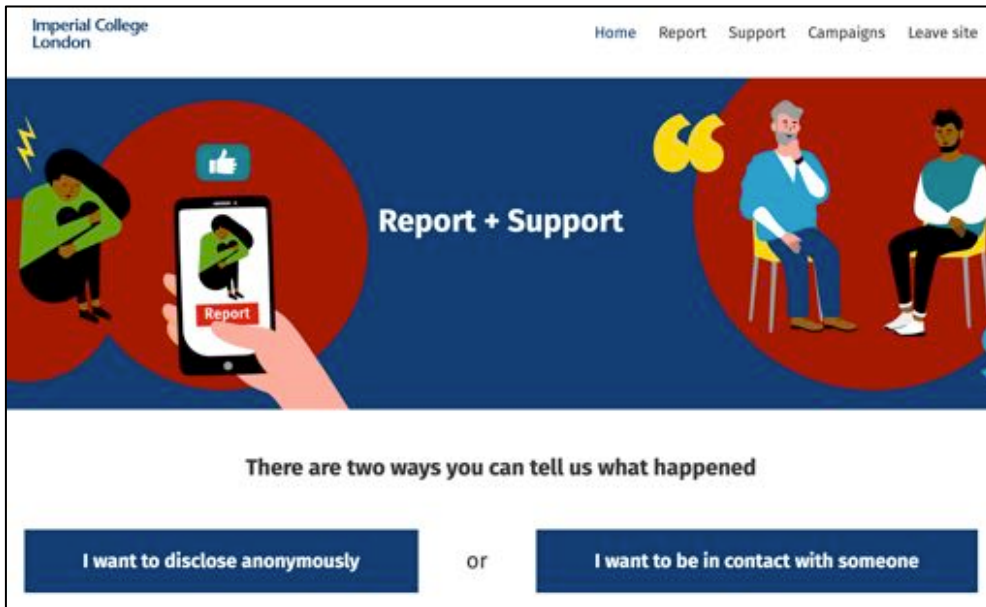 Imperial College
London
Home Report Support Campaigns Leave site
Report + Support
Report
There are two ways you can tell us what happened
I want to disclose anonymously or I want to be in contact with someone